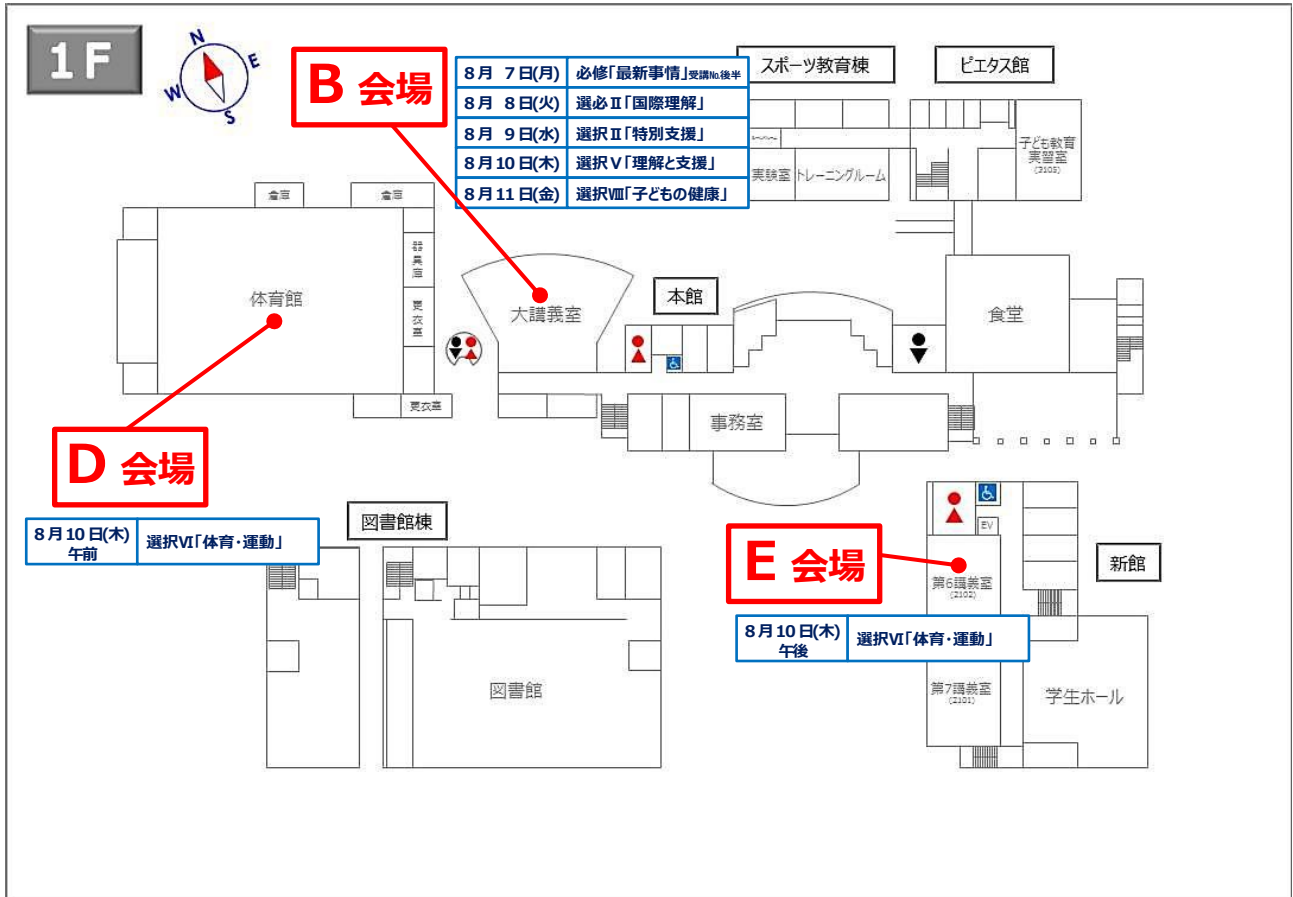 1F
N
E
W
S
B 会場
8月 7日(月) 必修「最新事情」受講No.後半
8月 8日(火) 選必Ⅱ「国際理解」
8月 9日(水) 選択Ⅱ「特別支援」
8月10日(木) 選択Ⅴ「理解と支援」
8月11日(金) 選択Ⅷ「子どもの健康」
スポーツ教育棟
ピエタス館
実験室
トレーニングルーム
子ども教育
実習室
(3105)
倉庫
倉庫
器具庫
更衣室
体育館
大講義室
本館
食堂
更衣室
事務室
D 会場
8月10日(木)
午前
選択Ⅵ「体育・運動」
図書館棟
図書館
E 会場
EV
新館
第6講義室
(2102)
8月10日(木)
午後
選択Ⅵ「体育・運動」
第7講義室
(2101)
学生ホール